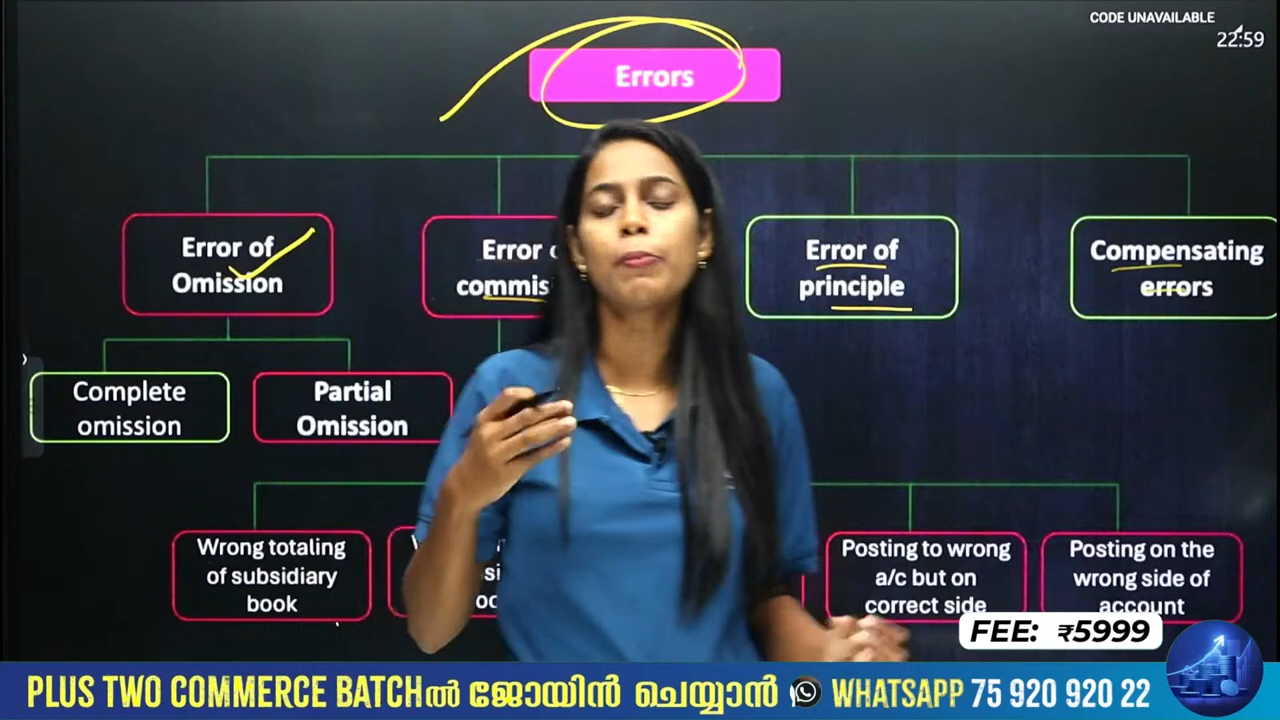 CODE UNAVAILABLE
22:59
Errors
Error of
Omission
Error
commis
Error of
principle
Compensating
errors
Complete
omission
Partial
Omission
Wrong totaling
of subsidiary
book
Posting to wrong
a/c but on
correct side
Posting on the
wrong side of
account
FEE: ₹5999
PLUS TWO COMMERCE BATCHൽ ജോയിൻ ചെയ്യാൻ WHATSAPP 75 920 920 22